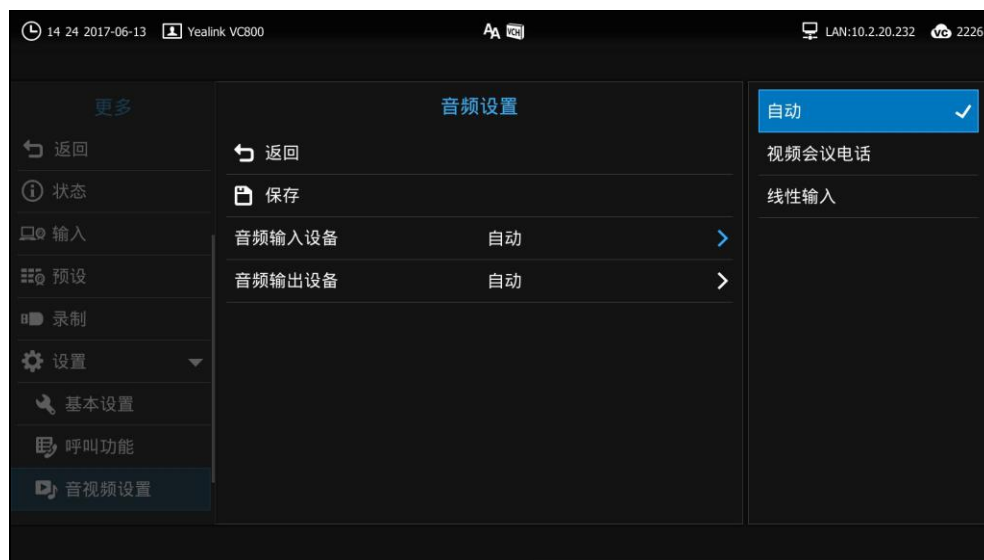 14 24 2017-06-13 Yealink VC800 AA VCH LAN:10.2.20.232 VC 2226
更多
返回
状态
输入
预设
录制
设置
基本设置
呼叫功能
音视频设置
音频设置
返回
保存
音频输入设备 自动
音频输出设备 自动
自动
视频会议电话
线性输入